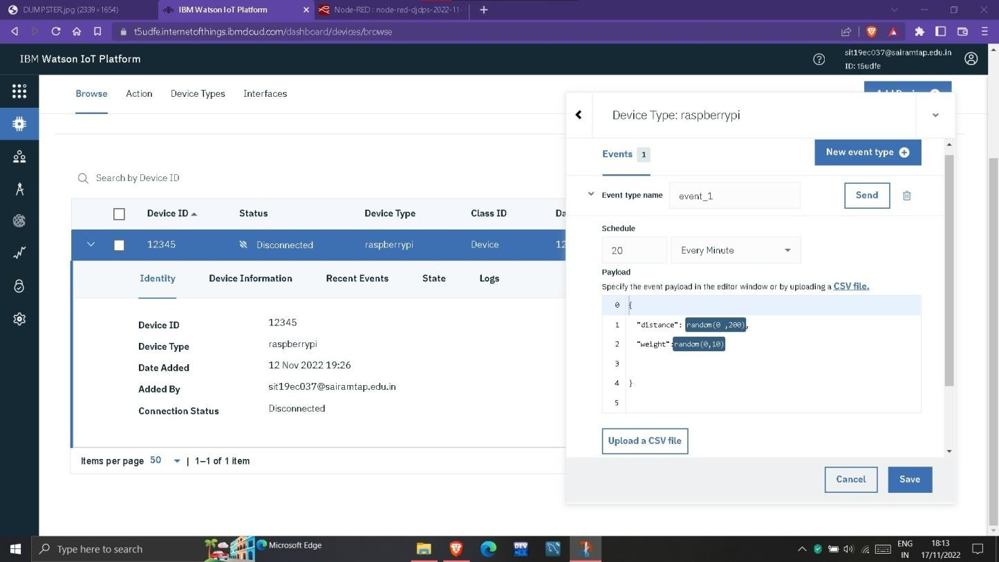 DUMPSTER.jpg (2339×1654)
IBM Watson IoT Platform
Node-RED : node-red-djdps-2022-11-
t5udfe.internetofthings.ibmcloud.com/dashboard/devices/browse
IBM Watson IoT Platform
sit19ec037@sairamtap.edu.in
ID: t5udfe
Browse Action Device Types Interfaces
Device Type: raspberrypi
Events 1
New event type
Search by Device ID
Event type name event_1 Send
Device ID Status Device Type Class ID Da
Schedule
12345 Disconnected raspberrypi Device 12
20 Every Minute
Payload
Identity Device Information Recent Events State Logs
Specify the event payload in the editor window or by uploading a CSV file.
0 {
1 "distance": random(0 ,200),
2 "weight":random(0,10)
3
4 }
5
Device ID 12345
Device Type raspberrypi
Date Added 12 Nov 2022 19:26
Added By sit19ec037@sairamtap.edu.in
Connection Status Disconnected
Upload a CSV file
Items per page 50 | 1–1 of 1 item
Cancel Save
Type here to search
Microsoft Edge
DEV
ENG
IN
18:13
17/11/2022